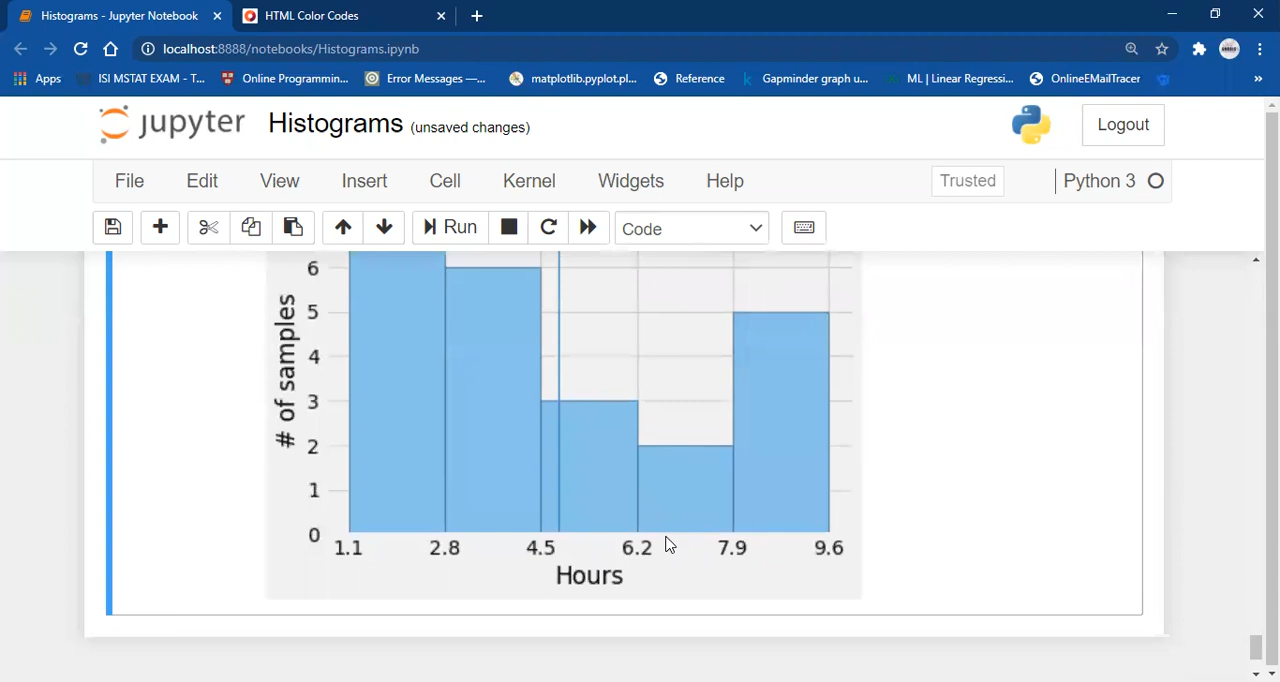 Histograms - Jupyter Notebook
HTML Color Codes
localhost:8888/notebooks/Histograms.ipynb
Apps
ISI MSTAT EXAM - T...
Online Programmin...
Error Messages —...
matplotlib.pyplot.pl...
Reference
Gapminder graph u...
ML | Linear Regressi...
OnlineEMailTracer
jupyter
Histograms (unsaved changes)
Logout
File Edit View Insert Cell Kernel Widgets Help
Trusted
Python 3
Run
Code
# of samples
6
5
4
3
2
1
0
1.1 2.8 4.5 6.2 7.9 9.6
Hours